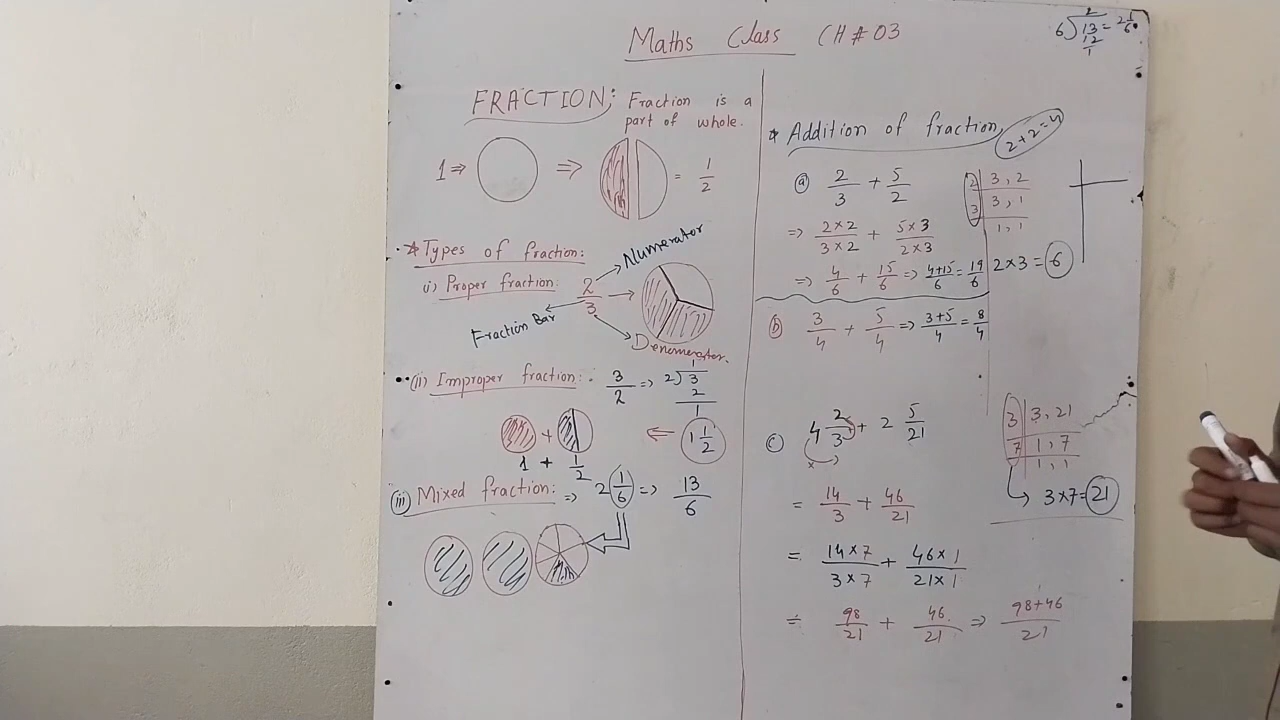 Maths Class CH # 03
6) 13 = 2 1/6
2
12
1
FRACTION: Fraction is a
part of whole.
1 ⇒ ⇒ = 1/2
* Types of fraction:
i) Proper fraction: 2/3 →
Numerator
Fraction Bar
Denomerator.
(ii) Improper fraction: 3/2 ⇒ 2) 3
1
2
1
+ ⇐ 1 1/2
1 + 1/2
(iii) Mixed fraction: ⇒ 2 1/6 ⇒ 13/6
* Addition of fraction
2+2=4
(a) 2/3 + 5/2
⇒ 2×2/3×2 + 5×3/2×3
⇒ 4/6 + 15/6 ⇒ 4+15/6 = 19/6
2 | 3, 2
3 | 3, 1
1, 1
2×3 = 6
(b) 3/4 + 5/4 ⇒ 3+5/4 = 8/4
(c) 4 2/3 + 2 5/21
× +
= 14/3 + 46/21
= 14×7/3×7 + 46×1/21×1
= 98/21 + 46/21 ⇒ 98+46/21
3 | 3, 21
7 | 1, 7
1, 1
→ 3×7=21